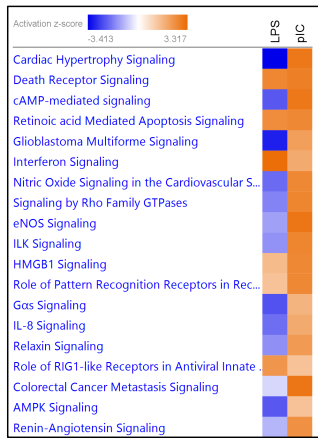 Activation z-score
-3.413 3.317
LPS
pIC
Cardiac Hypertrophy Signaling
Death Receptor Signaling
cAMP-mediated signaling
Retinoic acid Mediated Apoptosis Signaling
Glioblastoma Multiforme Signaling
Interferon Signaling
Nitric Oxide Signaling in the Cardiovascular S...
Signaling by Rho Family GTPases
eNOS Signaling
ILK Signaling
HMGB1 Signaling
Role of Pattern Recognition Receptors in Rec...
Gαs Signaling
IL-8 Signaling
Relaxin Signaling
Role of RIG1-like Receptors in Antiviral Innate .
Colorectal Cancer Metastasis Signaling
AMPK Signaling
Renin-Angiotensin Signaling